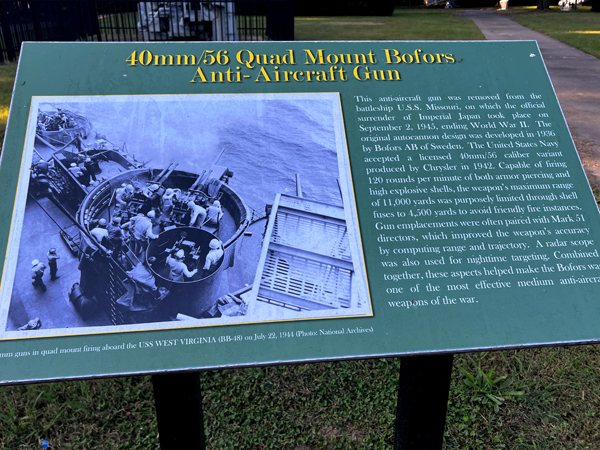 40mm/56 Quad Mount Bofors
Anti-Aircraft Gun
This anti-aircraft gun was removed from the
battleship U.S.S. Missouri, on which the official
surrender of Imperial Japan took place on
September 2, 1945, ending World War II. The
original autocannon design was developed in 1936
by Bofors AB of Sweden. The United States Navy
accepted a licensed 40mm/56 caliber variant
produced by Chrysler in 1942. Capable of firing
120 rounds per minute of both armor piercing and
high explosive shells, the weapon's maximum range
of 11,000 yards was purposely limited through shell
fuses to 4,500 yards to avoid friendly fire instances.
Gun emplacements were often paired with Mark 51
directors, which improved the weapon's accuracy
by computing range and trajectory. A radar scope
was also used for nighttime targeting. Combined
together, these aspects helped make the Bofors was
one of the most effective medium anti-aircra
weapons of the war.
mm guns in quad mount firing aboard the USS WEST VIRGINIA (BB-48) on July 22, 1944 (Photo: National Archives)